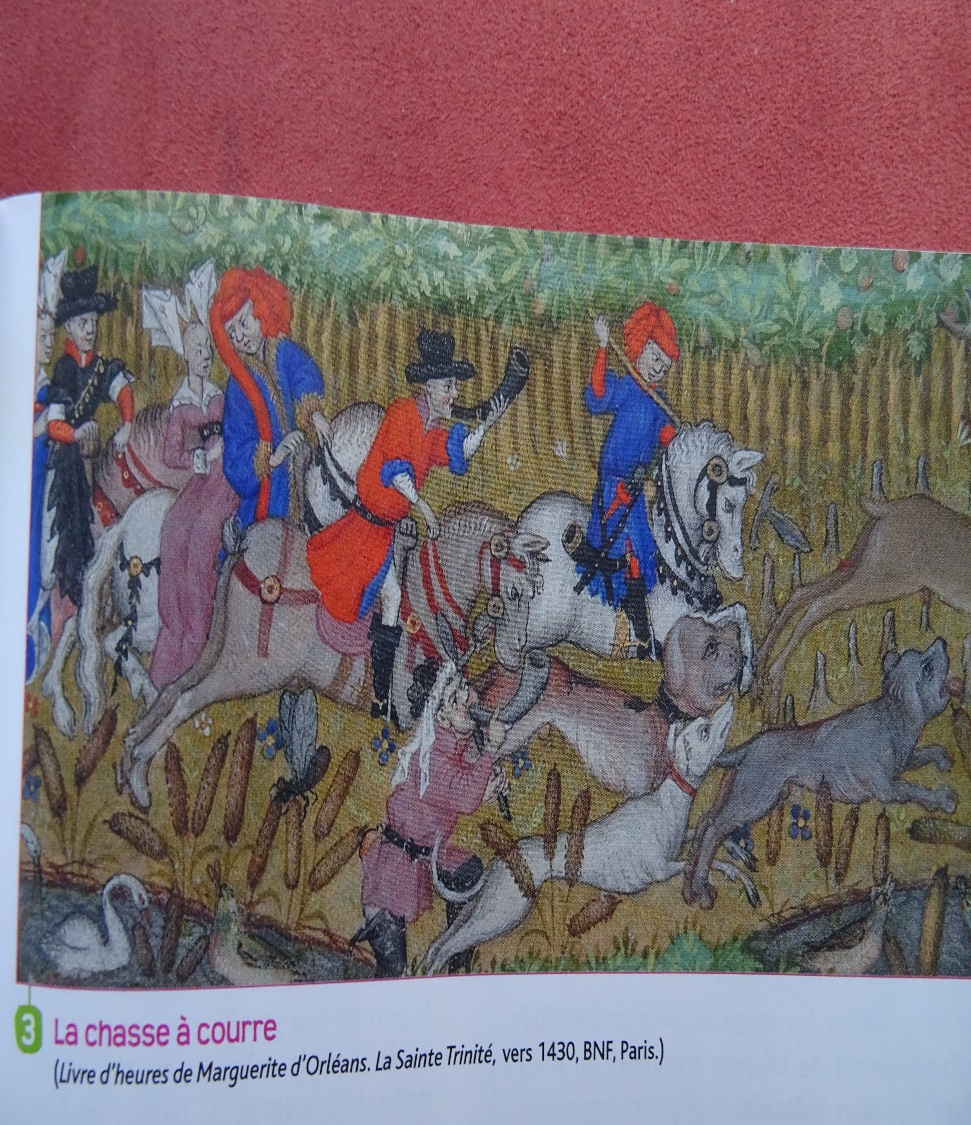 3 La chasse à courre
(Livre d'heures de Marguerite d'Orléans. La Sainte Trinité, vers 1430, BNF, Paris.)